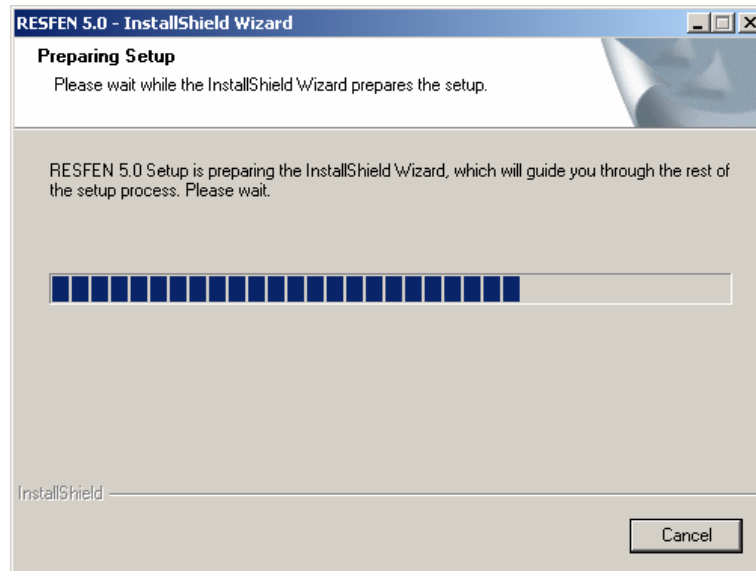 RESFEN 5.0 - InstallShield Wizard
Preparing Setup
Please wait while the InstallShield Wizard prepares the setup.
RESFEN 5.0 Setup is preparing the InstallShield Wizard, which will guide you through the rest of
the setup process. Please wait.
InstallShield
Cancel